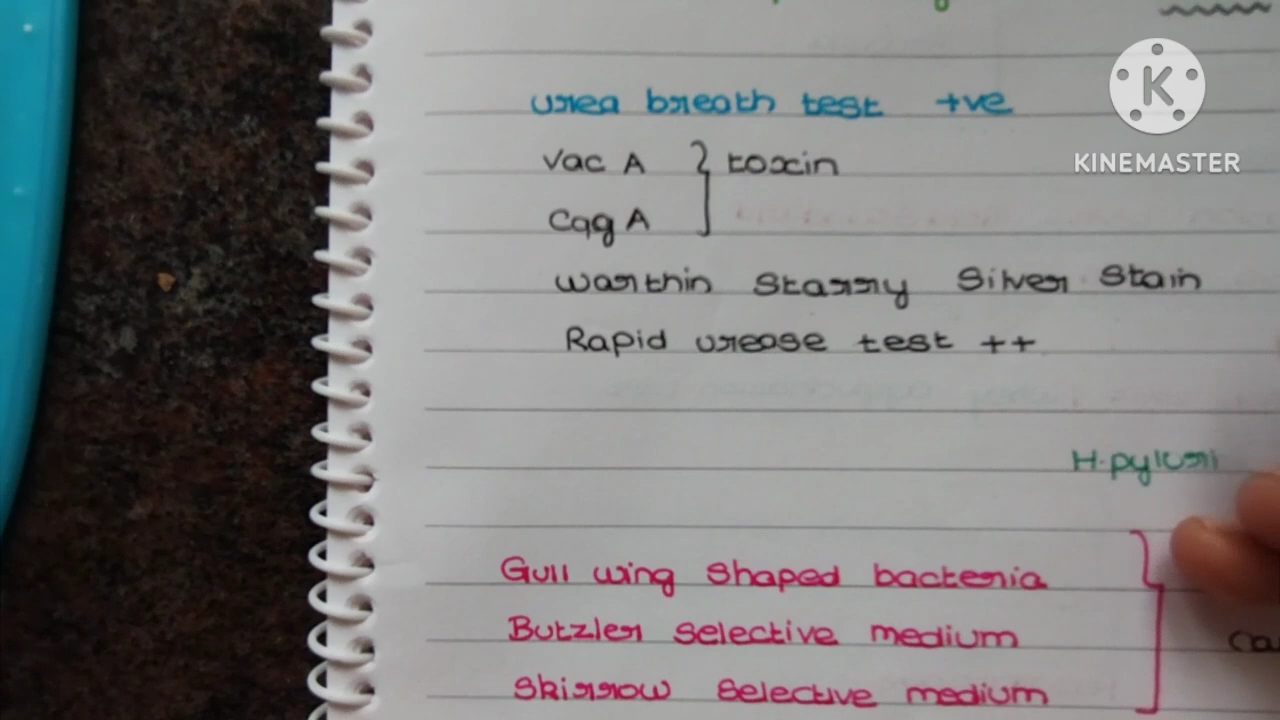 urea breath test +ve
Vac A } toxin
Cag A
Warthin Starry Silver Stain
Rapid urease test ++
H.pylori
Gull wing shaped bacteria
Butzler selective medium
Skirrow selective medium
KINEMASTER